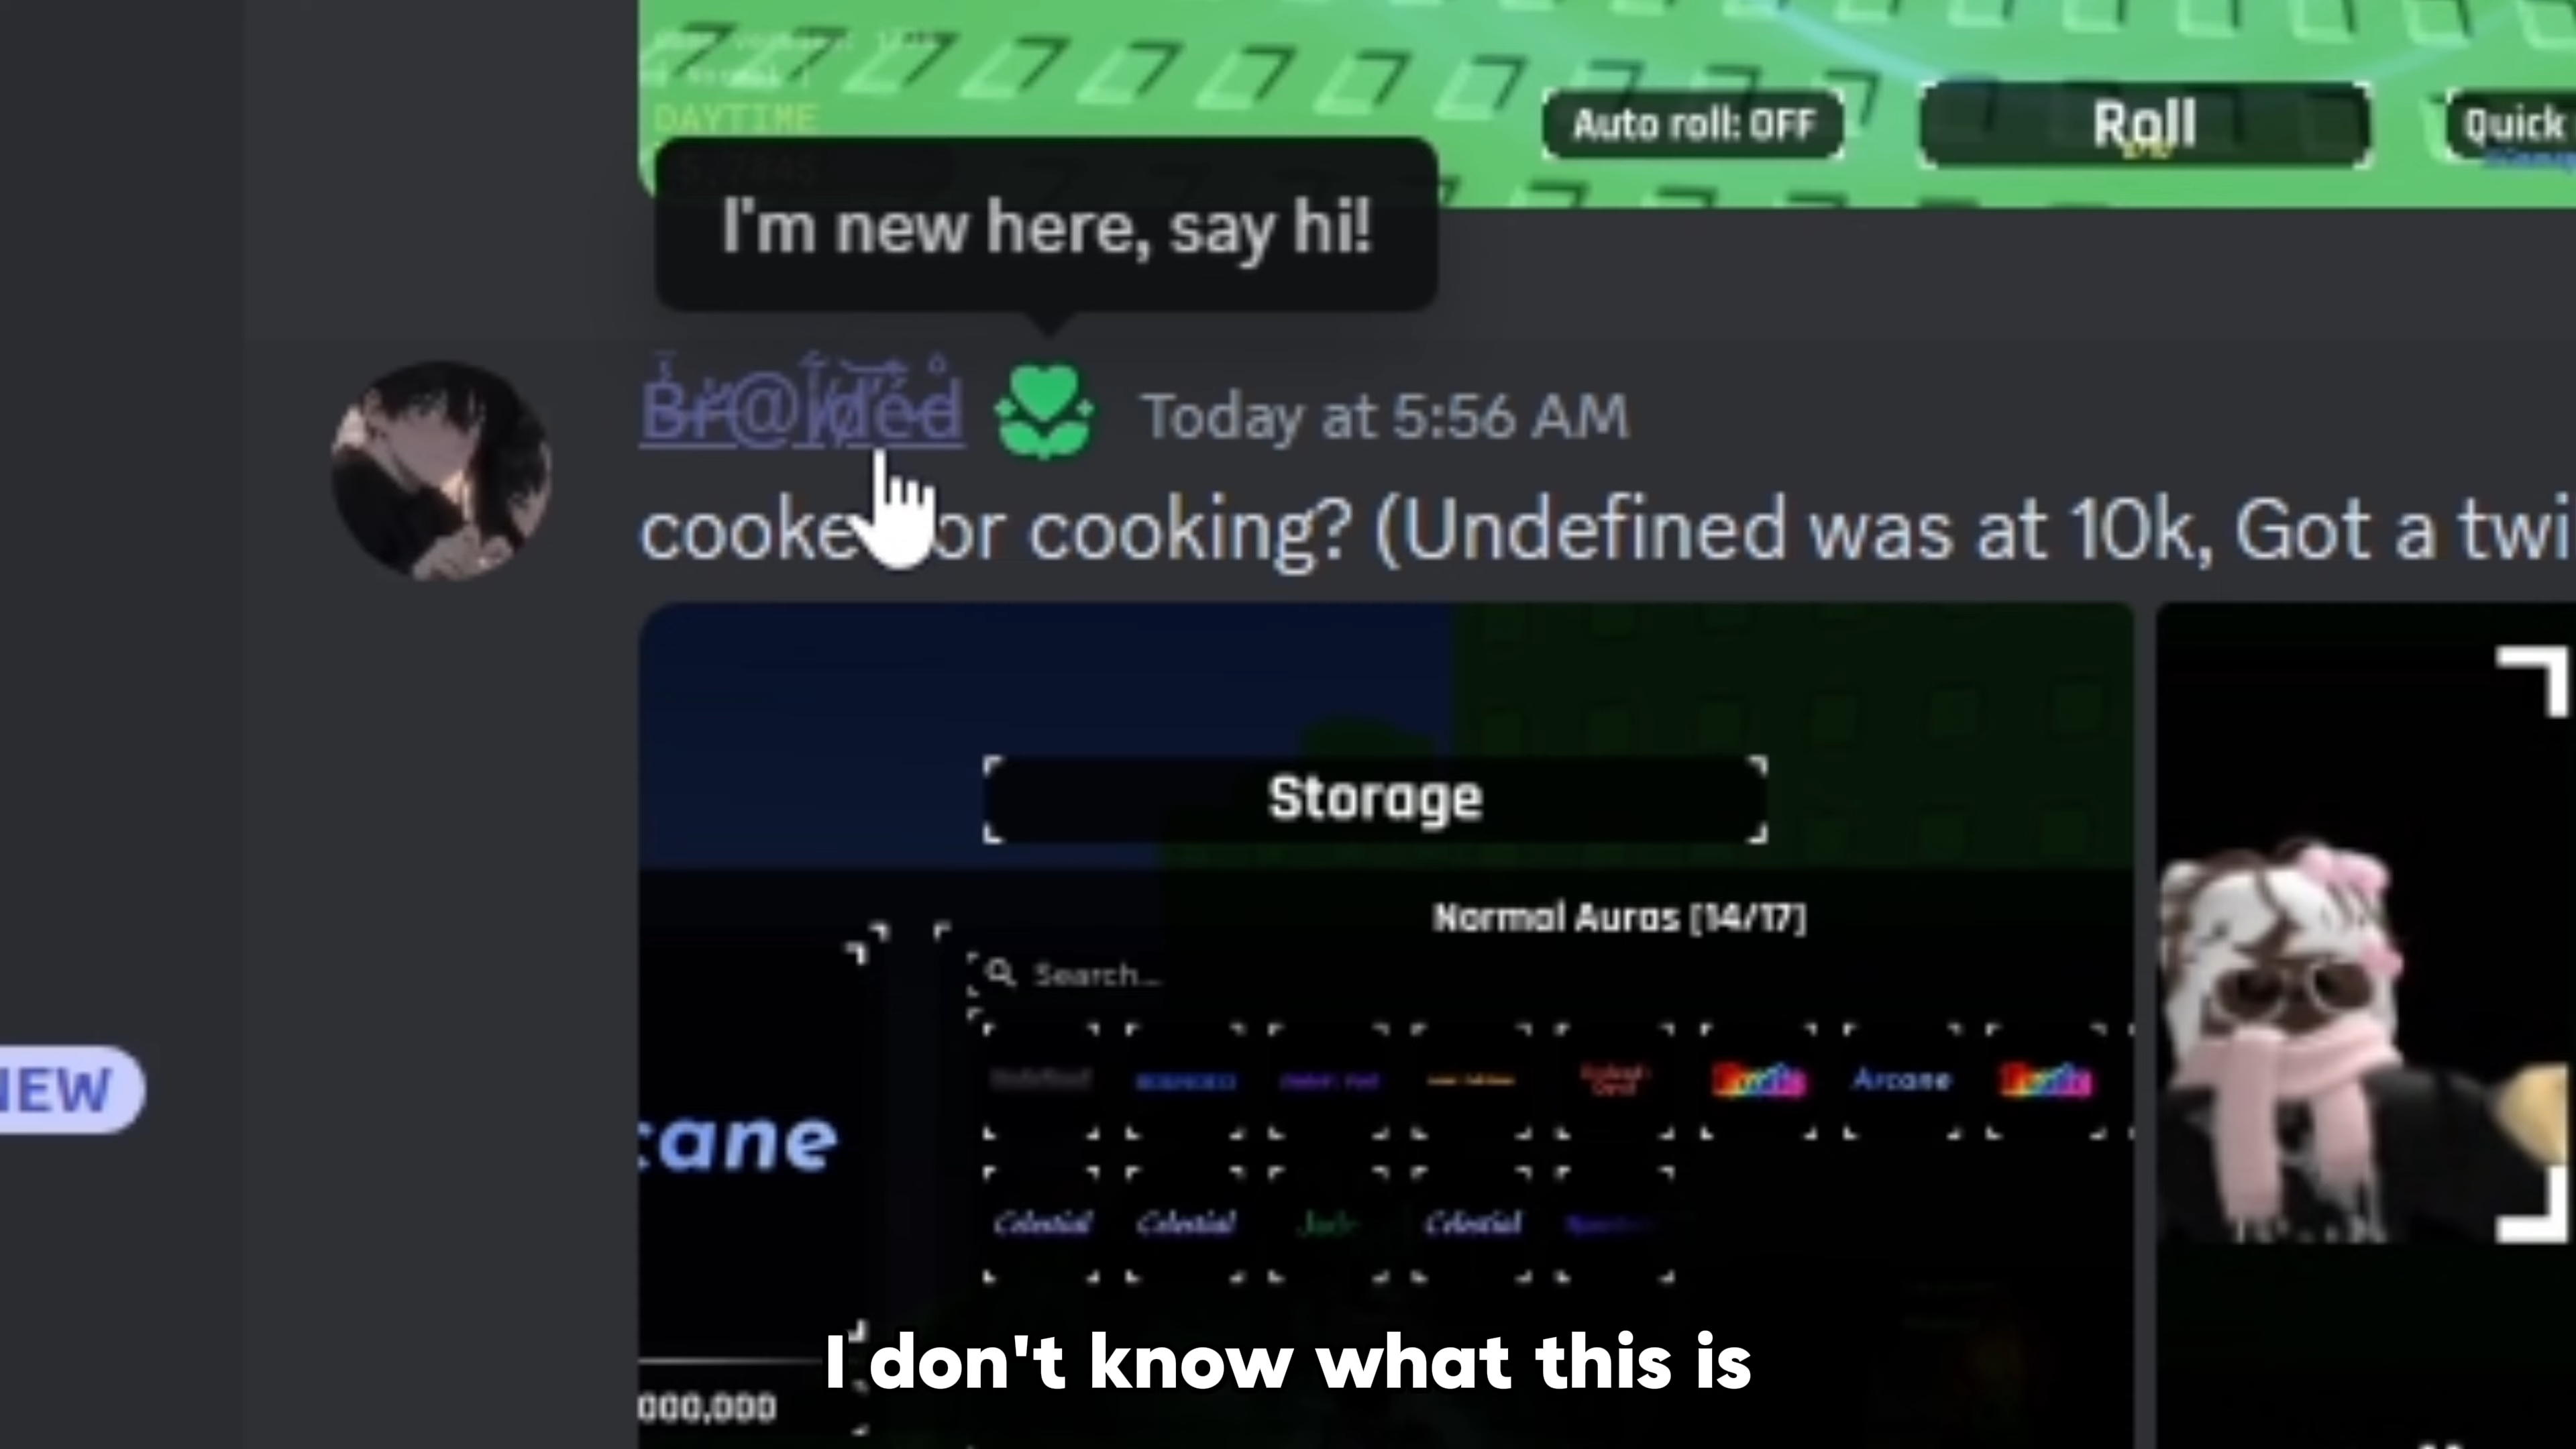 DAYTIME
Auto roll: OFF
Roll
Quick
I'm new here, say hi!
Br@ided
Today at 5:56 AM
or cooking? (Undefined was at 10k, Got a twi
Storage
Normal Auras [14/17]
Search...
NEW
Undefined
Arcane
cane
Celestial
Celestial
Jade
Celestial
I don't know what this is
000,000